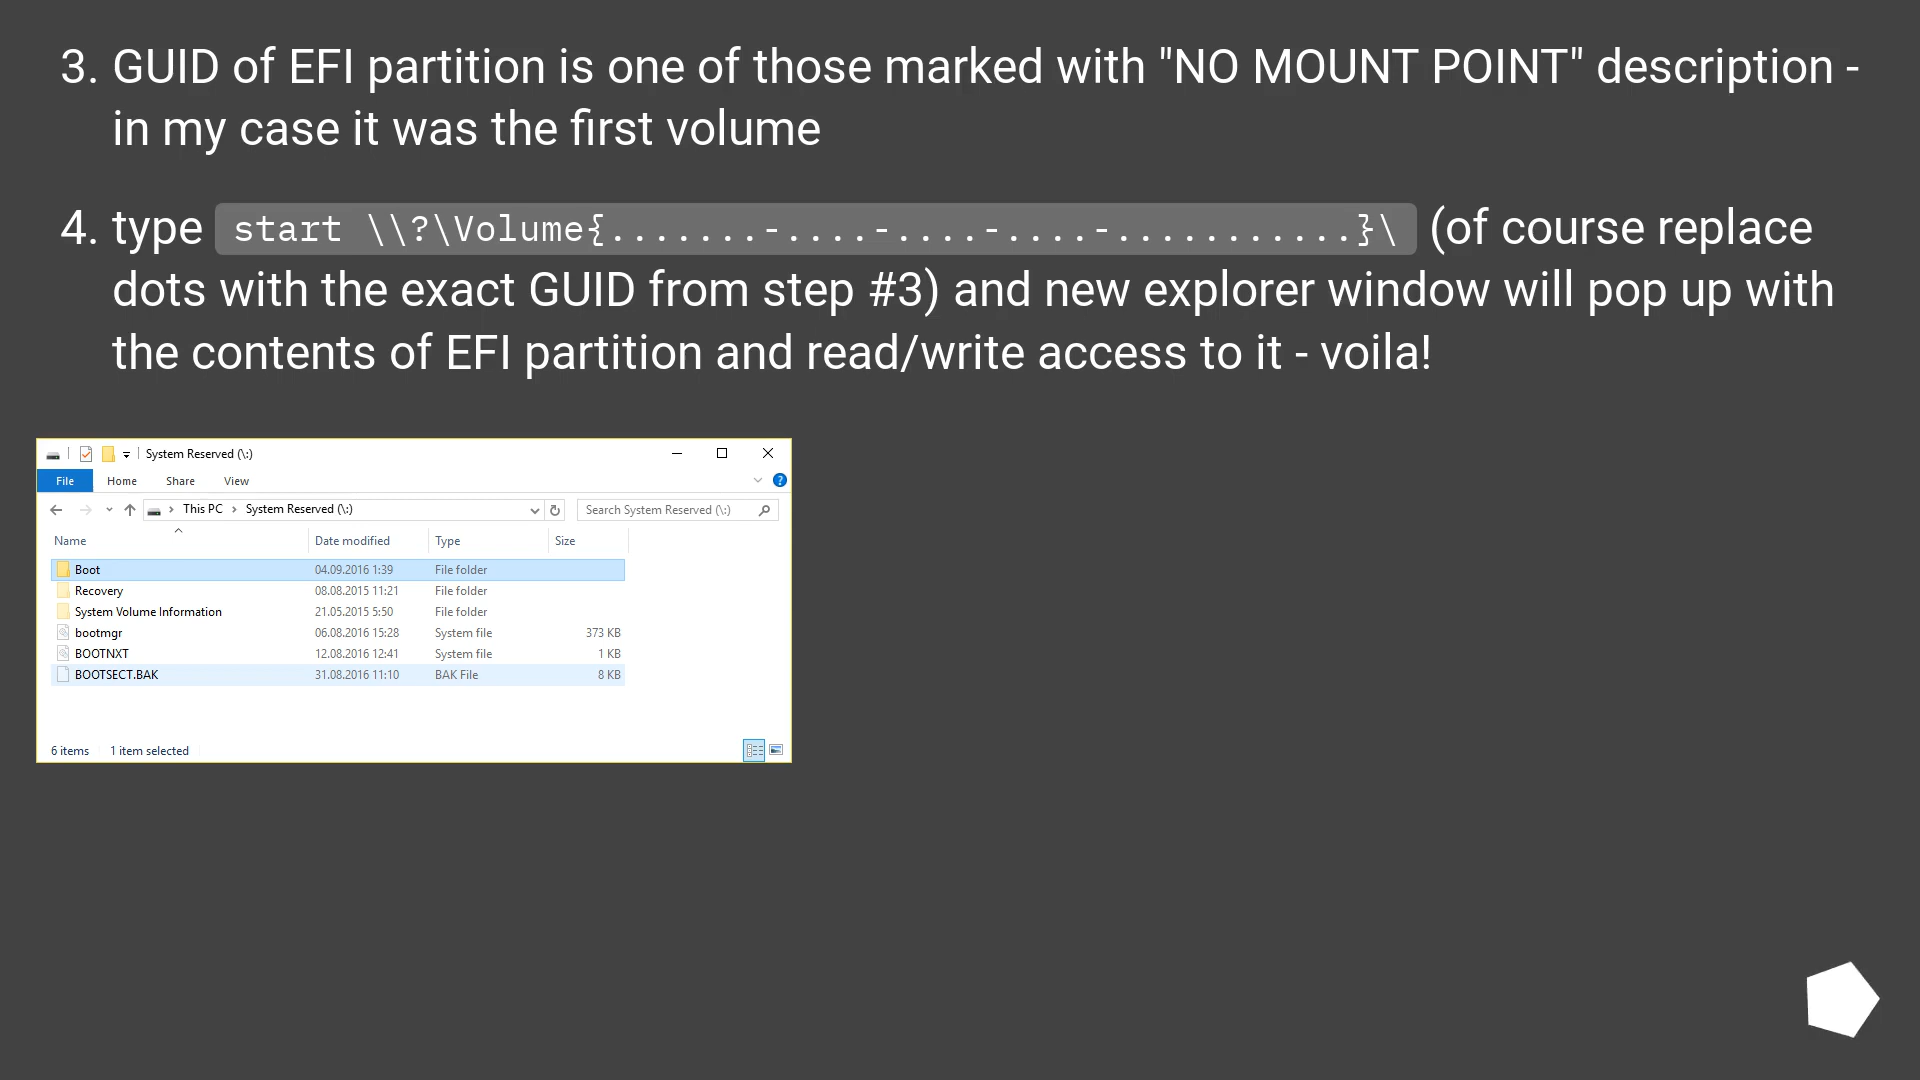 3. GUID of EFI partition is one of those marked with "NO MOUNT POINT" description -
in my case it was the first volume
4. type start \\?\Volume{.......-....-....-....-...........}\ (of course replace
dots with the exact GUID from step #3) and new explorer window will pop up with
the contents of EFI partition and read/write access to it - voila!
System Reserved (\:)
File Home Share View
This PC System Reserved (\:) Search System Reserved (\:)
Name Date modified Type Size
Boot 04.09.2016 1:39 File folder
Recovery 08.08.2015 11:21 File folder
System Volume Information 21.05.2015 5:50 File folder
bootmgr 06.08.2016 15:28 System file 373 KB
BOOTNXT 12.08.2016 12:41 System file 1 KB
BOOTSECT.BAK 31.08.2016 11:10 BAK File 8 KB
6 items 1 item selected